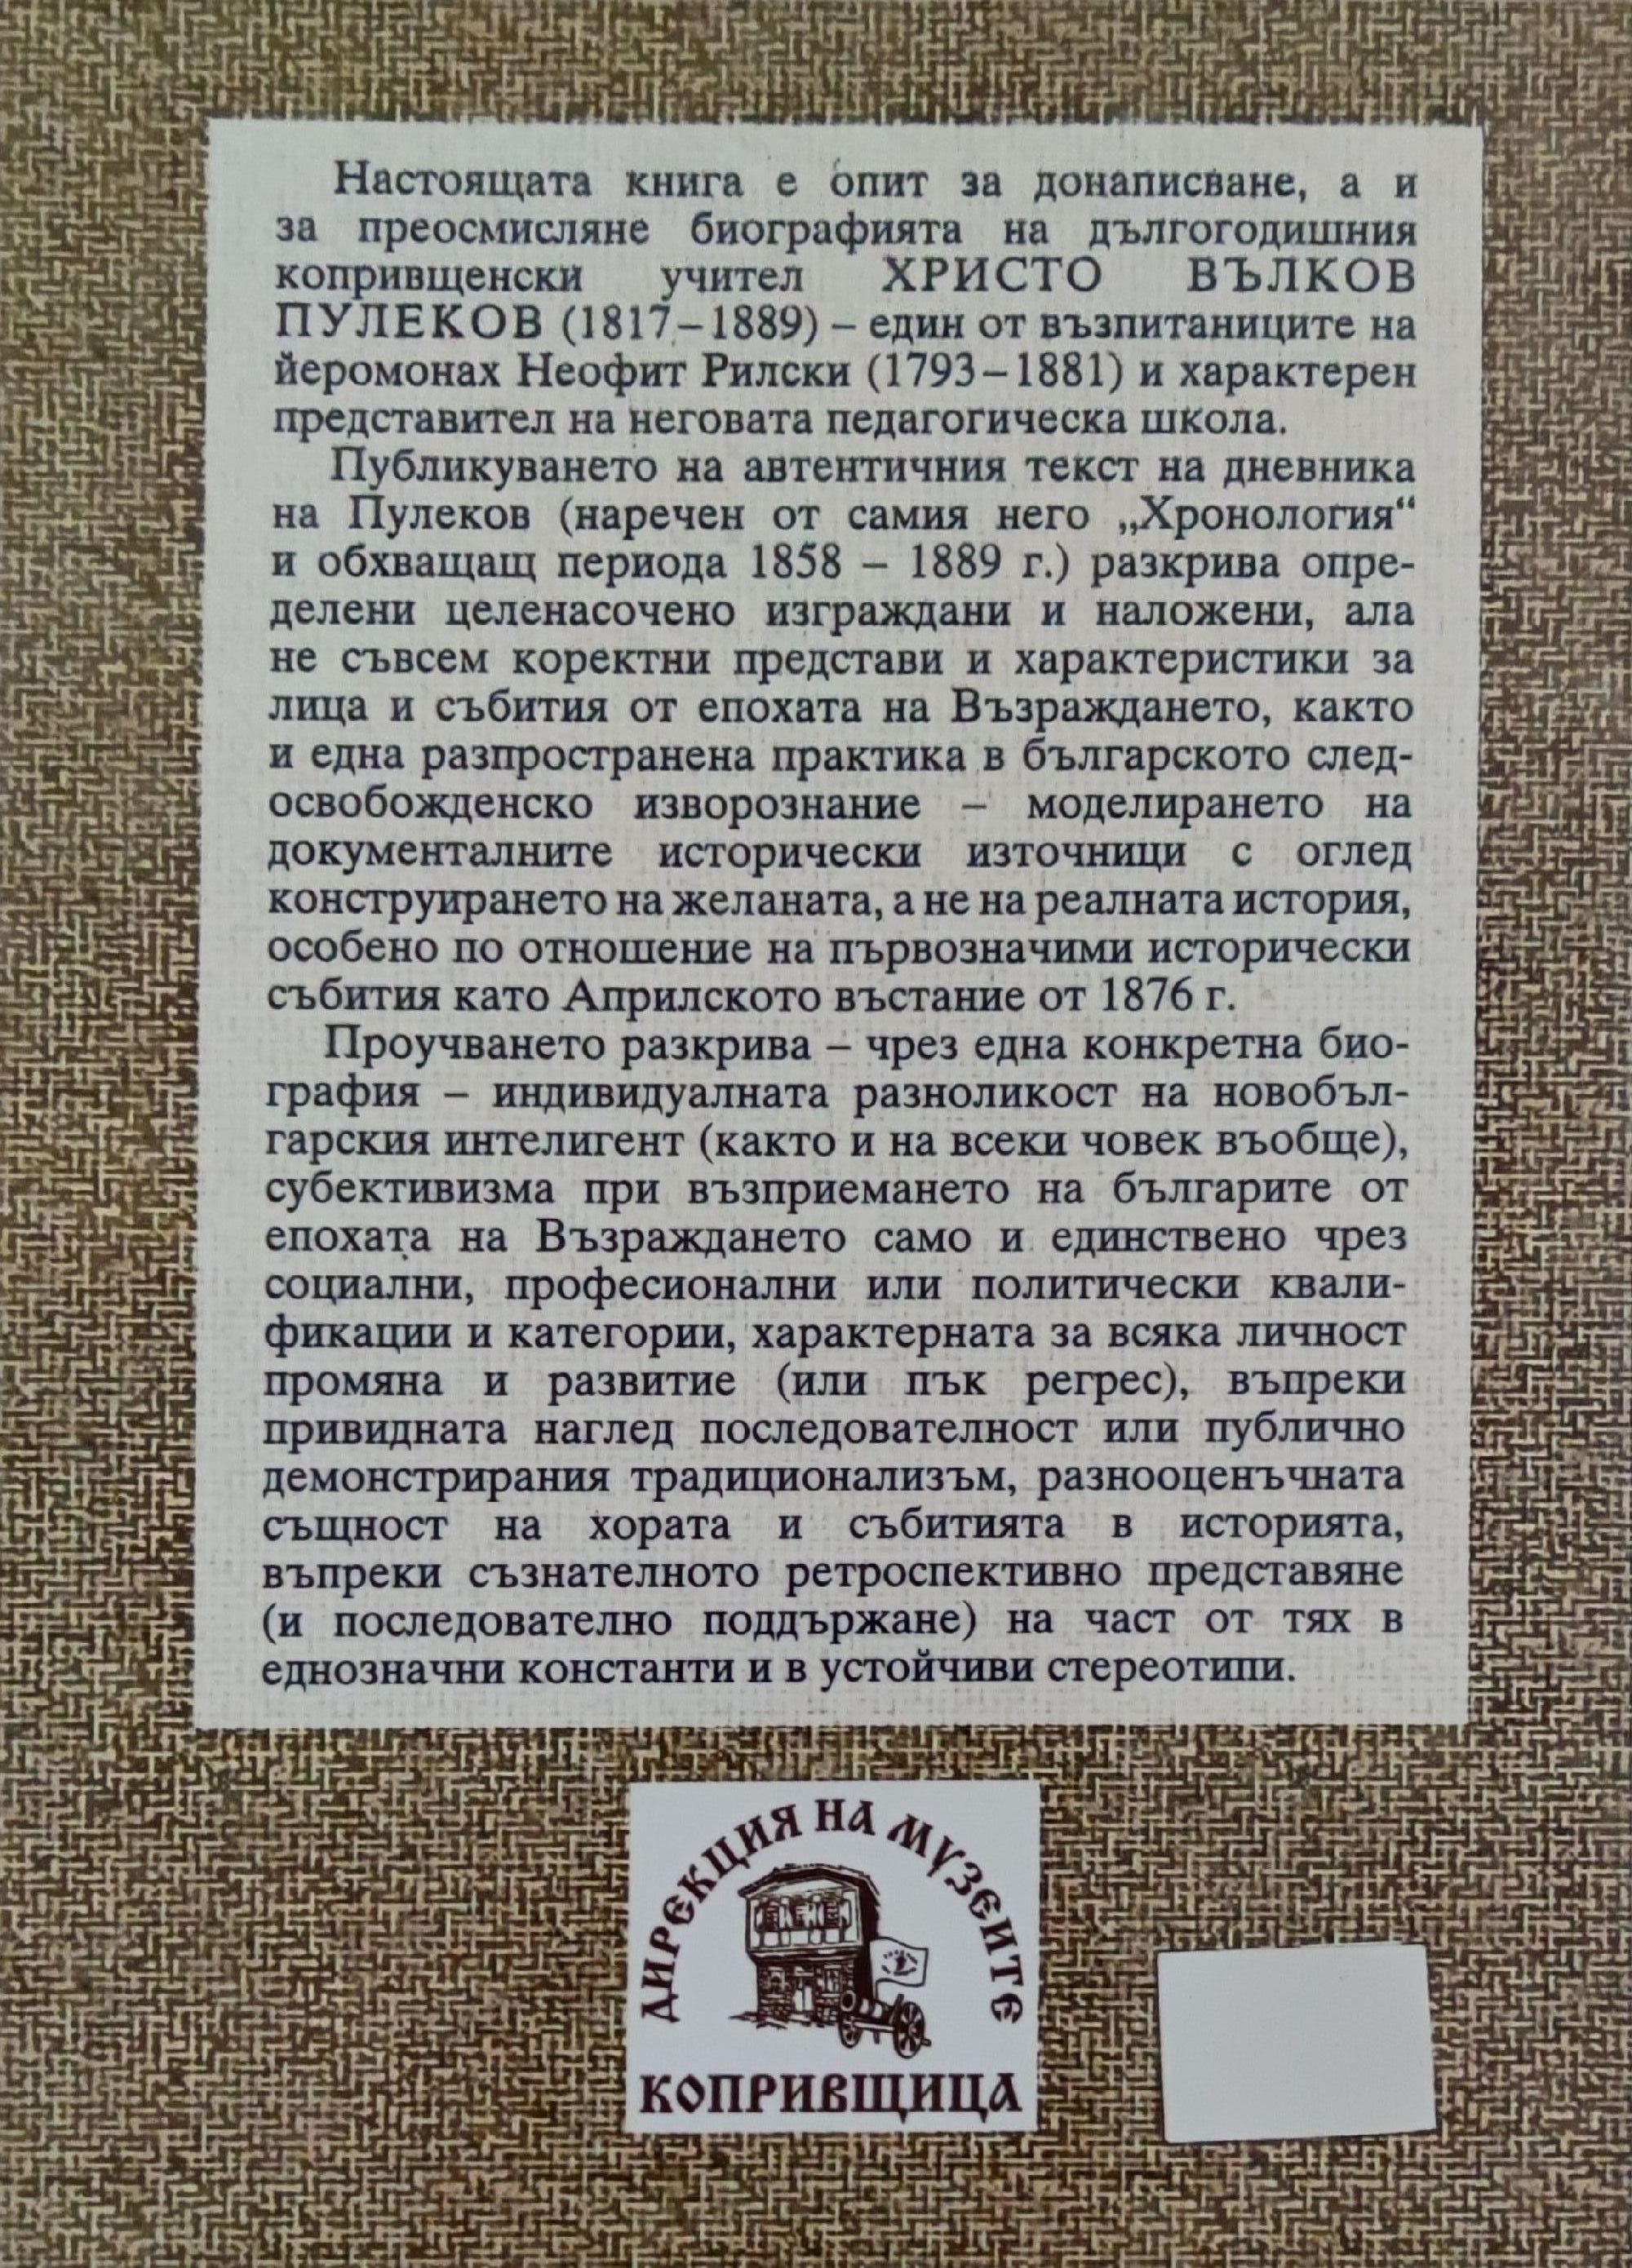 Настоящата книга е опит за донаписване, а и
за преосмисляне биографията на дългогодишния
копривщенски учител ХРИСТО ВЪЛКОВ
ПУЛЕКОВ (1817–1889) – един от възпитаниците на
йеромонах Неофит Рилски (1793–1881) и характерен
представител на неговата педагогическа школа.
Публикуването на автентичния текст на дневника
на Пулеков (наречен от самия него „Хронология“
и обхващащ периода 1858 – 1889 г.) разкрива опре-
делени целенасочено изграждани и наложени, ала
не съвсем коректни представи и характеристики за
лица и събития от епохата на Възраждането, както
и една разпространена практика в българското след-
освобожденско изворознание – моделирането на
документалните исторически източници с оглед
конструирането на желаната, а не на реалната история,
особено по отношение на първозначими исторически
събития като Априлското въстание от 1876 г.
Проучването разкрива – чрез една конкретна био-
графия – индивидуалната разноликост на новобъл-
гарския интелигент (както и на всеки човек въобще),
субективизма при възприемането на българите от
епохата на Възраждането само и единствено чрез
социални, професионални или политически квали-
фикации и категории, характерната за всяка личност
промяна и развитие (или пък регрес), въпреки
привидната наглед последователност или публично
демонстрирания традиционализъм, разнооценъчната
същност на хората и събитията в историята,
въпреки съзнателното ретроспективно представяне
(и последователно поддържане) на част от тях в
еднозначни константи и в устойчиви стереотипи.
ДИРЕКЦИЯ НА МУЗЕИТЕ
КОПРИВЩИЦА